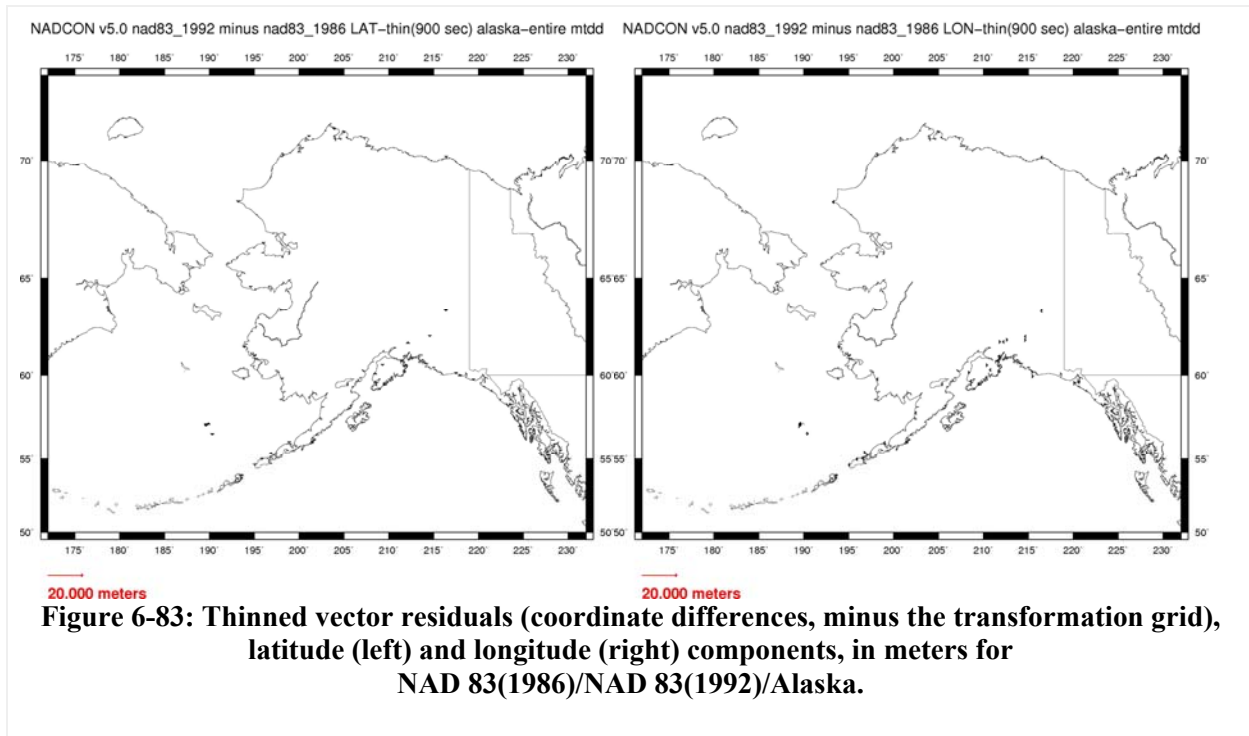 NADCON v5.0 nad83_1992 minus nad83_1986 LAT-thin(900 sec) alaska-entire mtdd
175° 180° 185° 190° 195° 200° 205° 210° 215° 220° 225° 230°
70° 70°
65° 65°
60° 60°
55° 55°
50° 50°
175° 180° 185° 190° 195° 200° 205° 210° 215° 220° 225° 230°
20.000 meters
NADCON v5.0 nad83_1992 minus nad83_1986 LON-thin(900 sec) alaska-entire mtdd
175° 180° 185° 190° 195° 200° 205° 210° 215° 220° 225° 230°
70° 70°
65° 65°
60° 60°
55° 55°
50° 50°
175° 180° 185° 190° 195° 200° 205° 210° 215° 220° 225° 230°
20.000 meters
Figure 6-83: Thinned vector residuals (coordinate differences, minus the transformation grid),
latitude (left) and longitude (right) components, in meters for
NAD 83(1986)/NAD 83(1992)/Alaska.